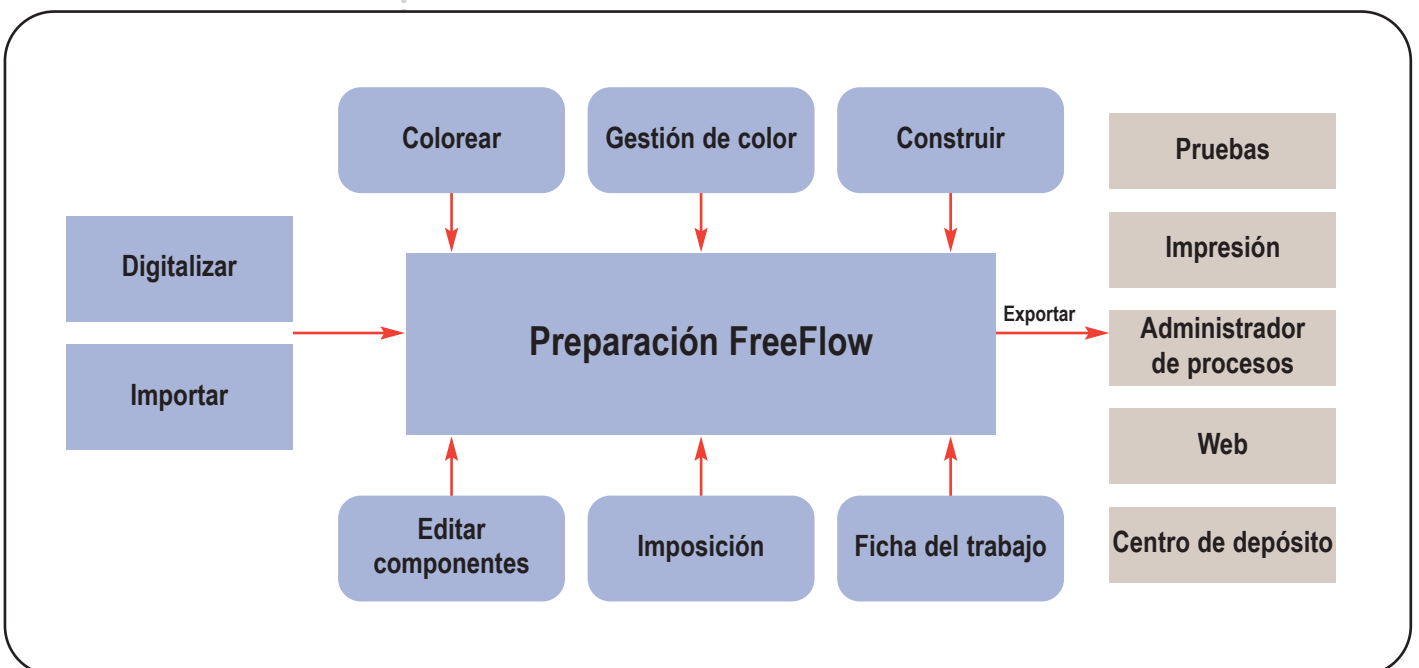 Colorear
Gestión de color
Construir
Pruebas
Digitalizar
Impresión
Preparación FreeFlow
Exportar
Administrador
de procesos
Importar
Web
Editar
componentes
Imposición
Ficha del trabajo
Centro de depósito